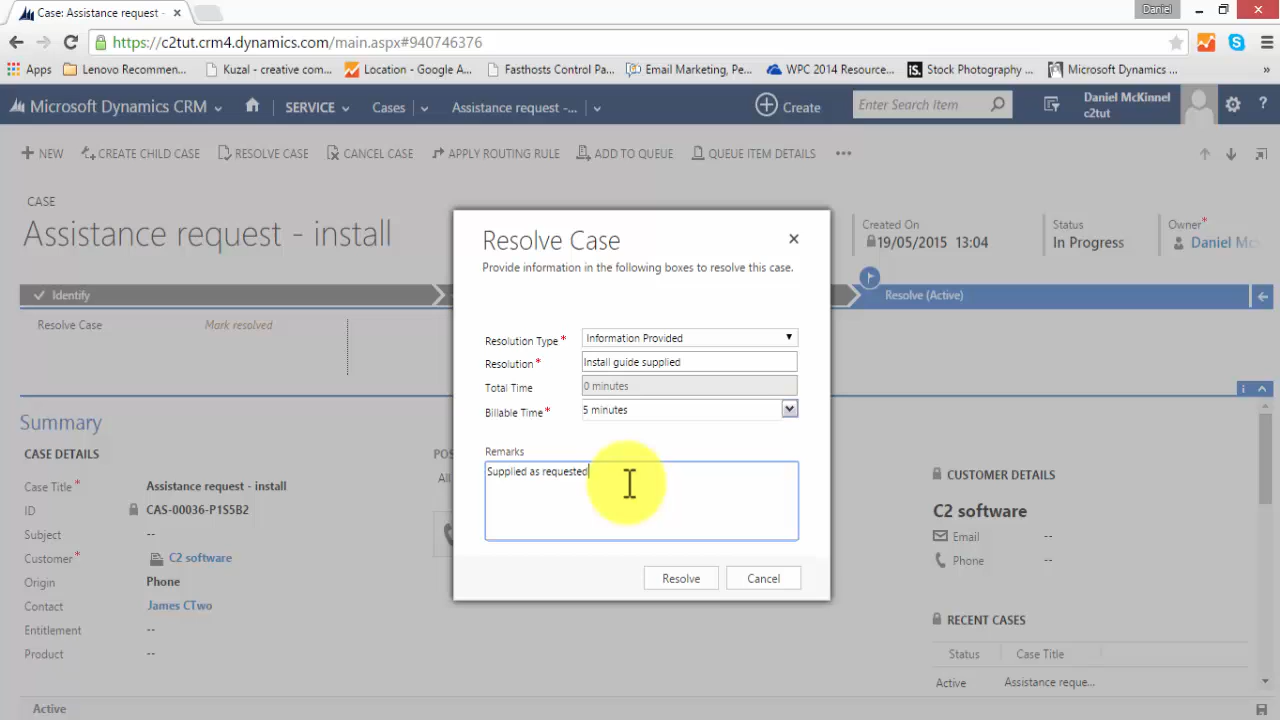 Case: Assistance request -
Daniel
https://c2tut.crm4.dynamics.com/main.aspx#940746376
Apps
Lenovo Recommen...
Kuzal - creative com...
Location - Google A...
Fasthosts Control Pa...
Email Marketing, Pe...
WPC 2014 Resource...
iS.
Stock Photography ...
Microsoft Dynamics ...
»
Microsoft Dynamics CRM
SERVICE
Cases
Assistance request -...
Create
Enter Search Item
Daniel McKinnel
c2tut
?
NEW
CREATE CHILD CASE
RESOLVE CASE
CANCEL CASE
APPLY ROUTING RULE
ADD TO QUEUE
QUEUE ITEM DETAILS
•••
CASE
Assistance request - install
Created On
19/05/2015 13:04
Status
In Progress
Owner*
Daniel Mc
Identify
Resolve (Active)
Resolve Case
Mark resolved
Resolve Case
Provide information in the following boxes to resolve this case.
Resolution Type *
Information Provided
Resolution *
Install guide supplied
Total Time
0 minutes
Billable Time *
5 minutes
Remarks
Supplied as requested
Resolve
Cancel
Summary
CASE DETAILS
Case Title *
Assistance request - install
ID
CAS-00036-P1S5B2
Subject
--
Customer *
C2 software
Origin
Phone
Contact
James CTwo
Entitlement
--
Product
--
POS
All
CUSTOMER DETAILS
C2 software
Email
--
Phone
--
RECENT CASES
Status
Case Title
Active
Assistance reque...
Active